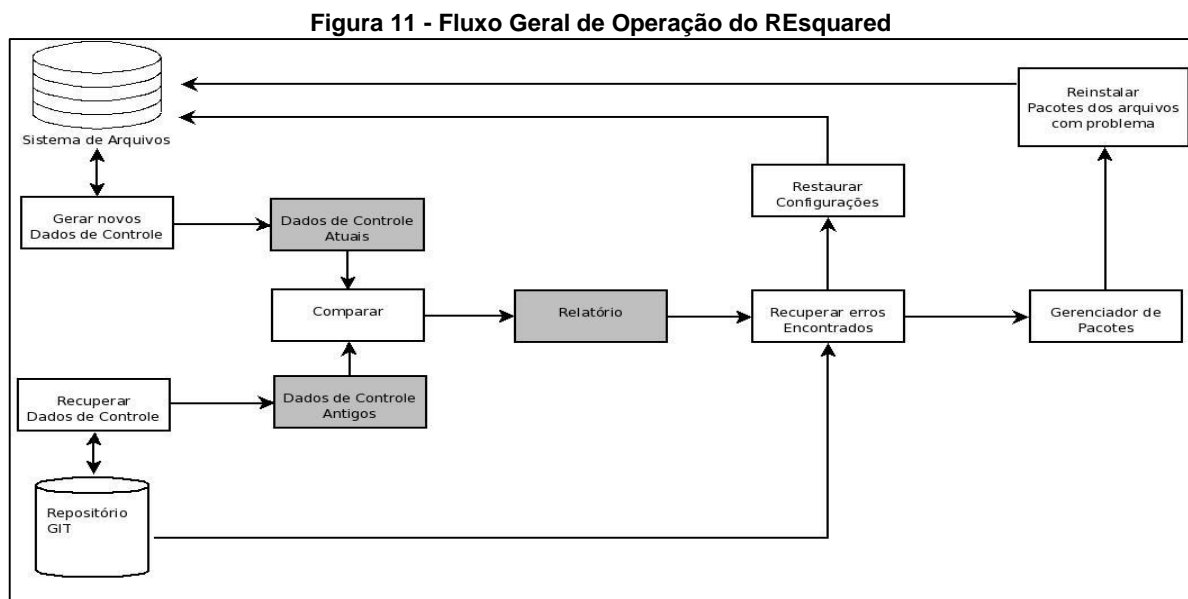 Figura 11 - Fluxo Geral de Operação do REsquared
Sistema de Arquivos
Reinstalar
Pacotes dos arquivos
com problema
Restaurar
Configurações
Gerar novos
Dados de Controle
Dados de Controle
Atuais
Comparar
Relatório
Recuperar erros
Encontrados
Gerenciador de
Pacotes
Recuperar
Dados de Controle
Dados de Controle
Antigos
Repositório
GIT